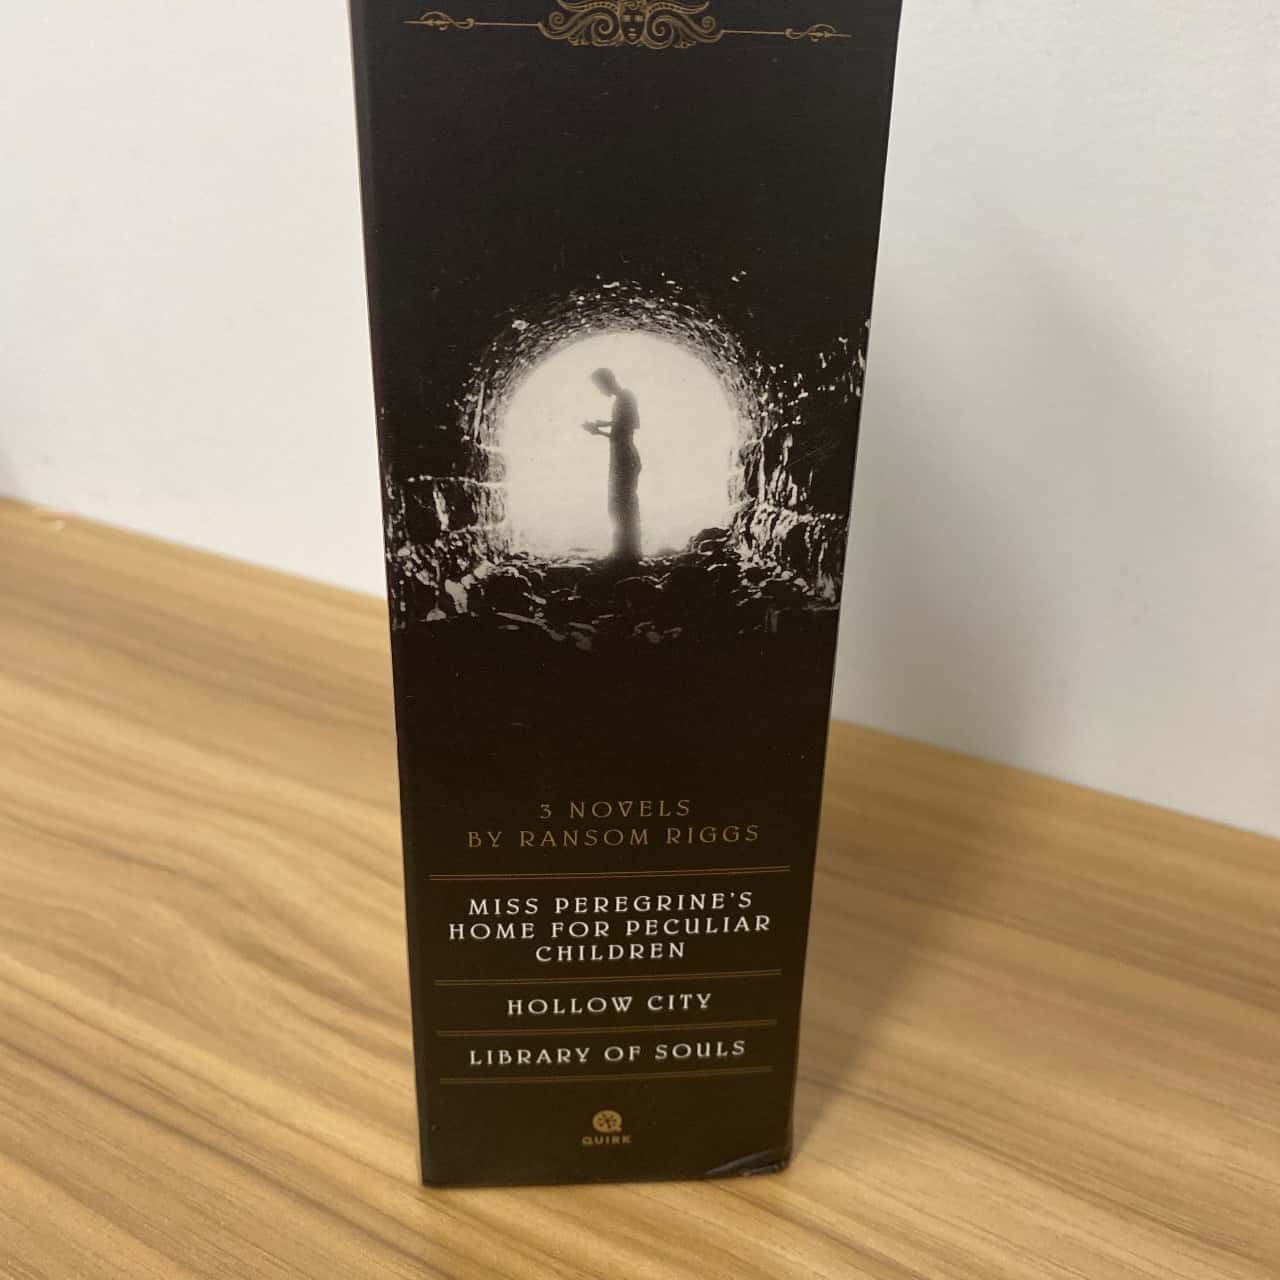 3 NOVELS
BY RANSOM RIGGS
MISS PEREGRINE'S
HOME FOR PECULIAR
CHILDREN
HOLLOW CITY
LIBRARY OF SOULS
QUIRK